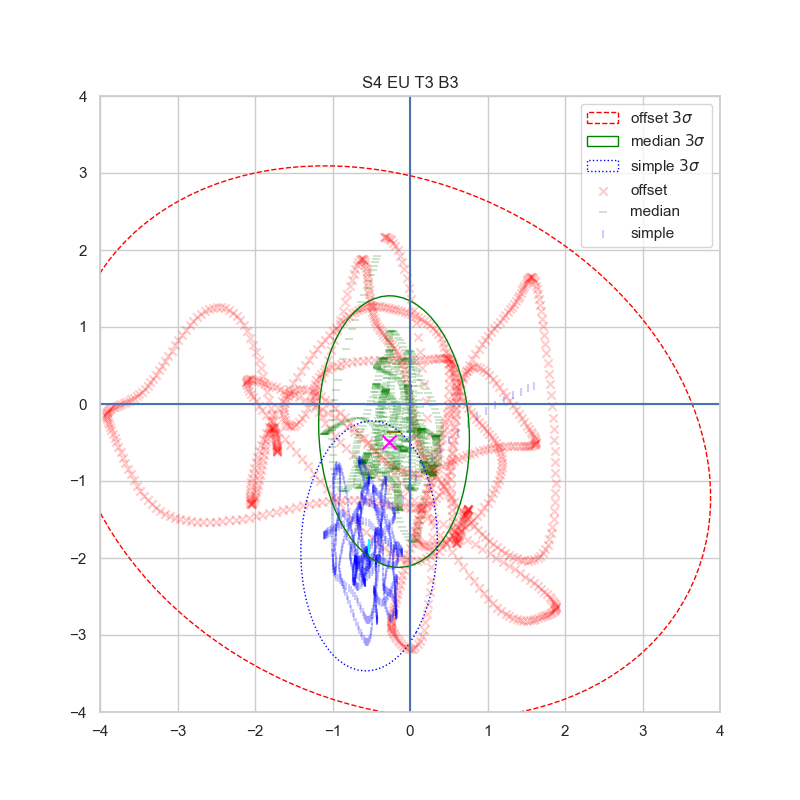 S4 EU T3 B3
offset 3σ
median 3σ
simple 3σ
offset
median
simple
4
3
2
1
0
−1
−2
−3
−4
−4 −3 −2 −1 0 1 2 3 4